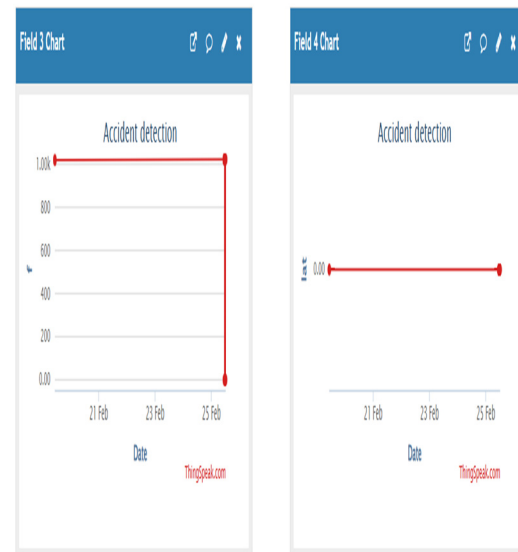 Field 3 Chart
Accident detection
1.00k
800
600
400
200
0.00
f
21 Feb
23 Feb
25 Feb
Date
ThingSpeak.com
Field 4 Chart
Accident detection
lat
0.00
21 Feb
23 Feb
25 Feb
Date
ThingSpeak.com